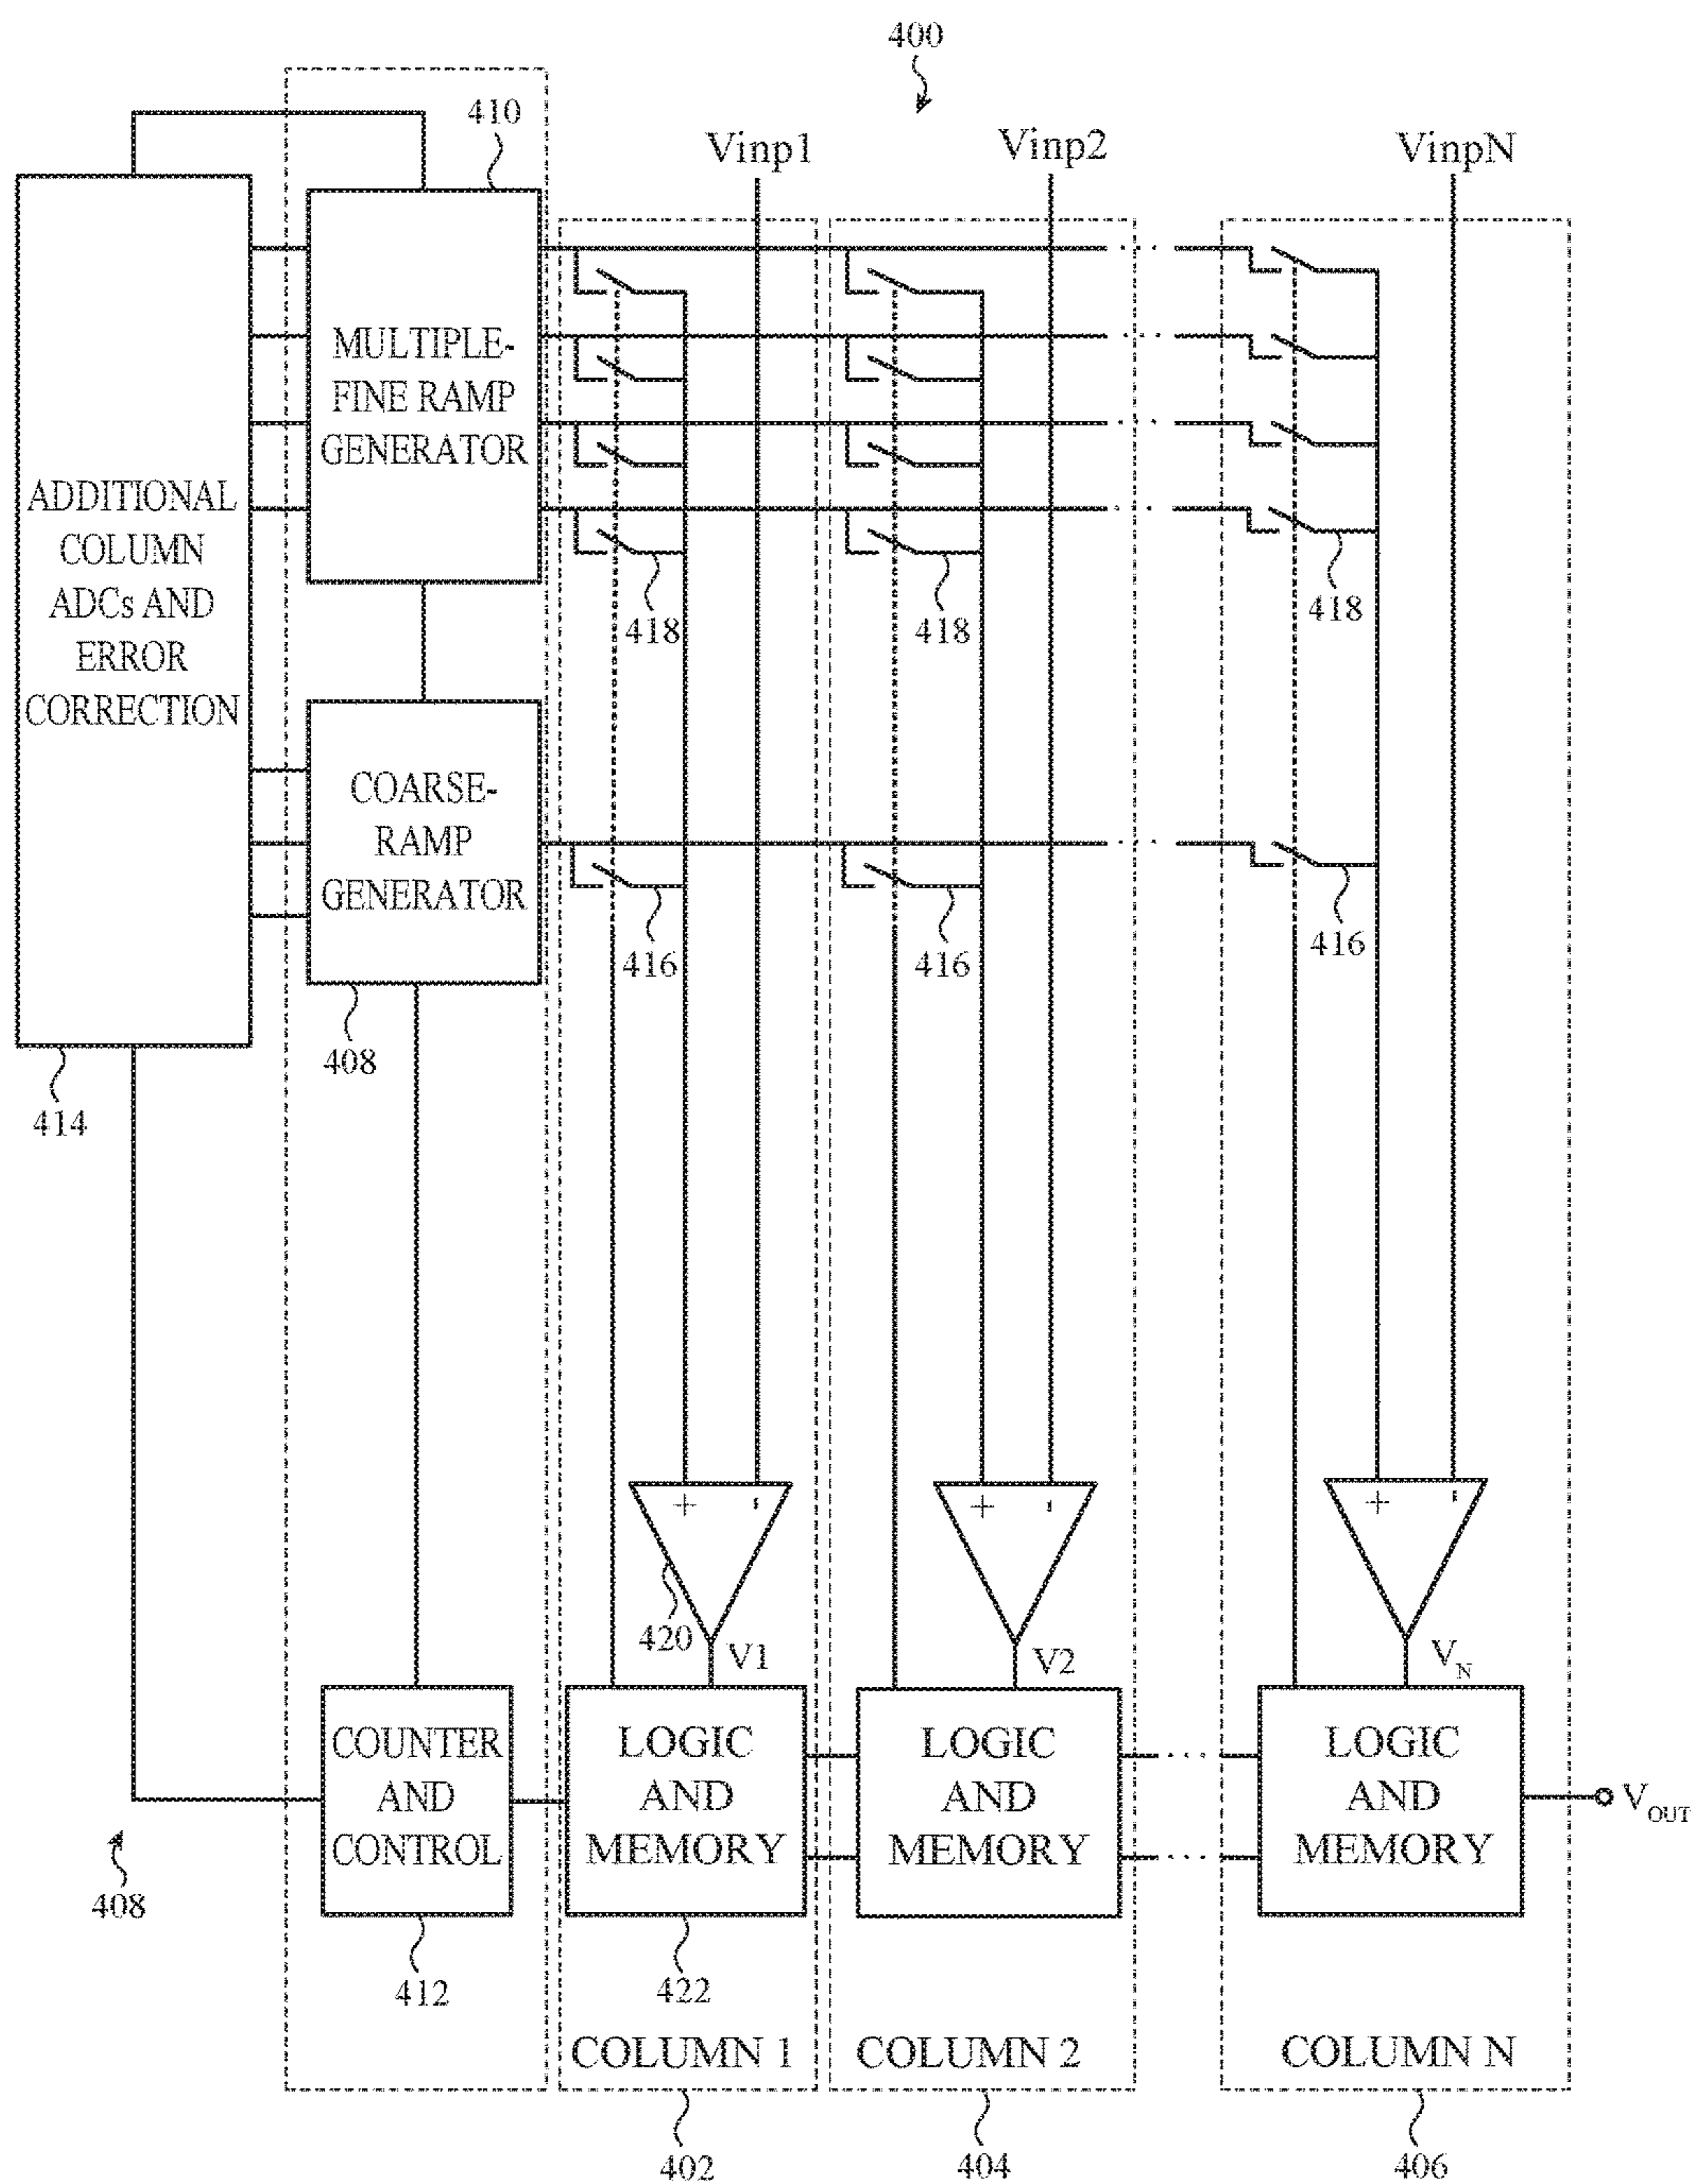 400
410
Vinp1
Vinp2
VinpN
MULTIPLE-
FINE RAMP
GENERATOR
ADDITIONAL
COLUMN
ADCs AND
ERROR
CORRECTION
418
418
418
COARSE-
RAMP
GENERATOR
416
416
416
408
414
+ -
+ -
+ -
420
V1
V2
VN
COUNTER
AND
CONTROL
LOGIC
AND
MEMORY
LOGIC
AND
MEMORY
LOGIC
AND
MEMORY
VOUT
408
412
422
COLUMN 1
COLUMN 2
COLUMN N
402
404
406